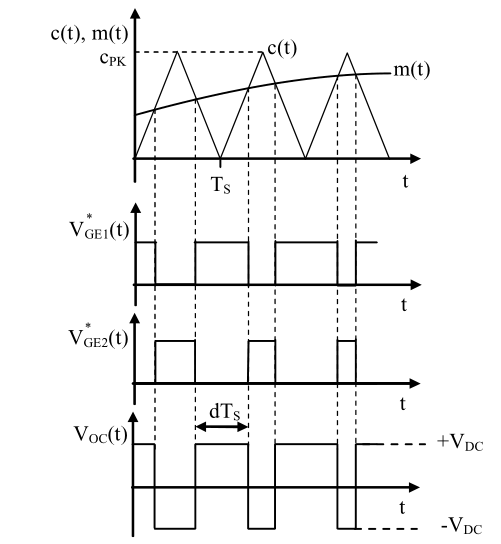 c(t), m(t)
cPK
c(t)
m(t)
TS
t
V*GE1(t)
t
V*GE2(t)
t
dTS
VOC(t)
+VDC
t
-VDC